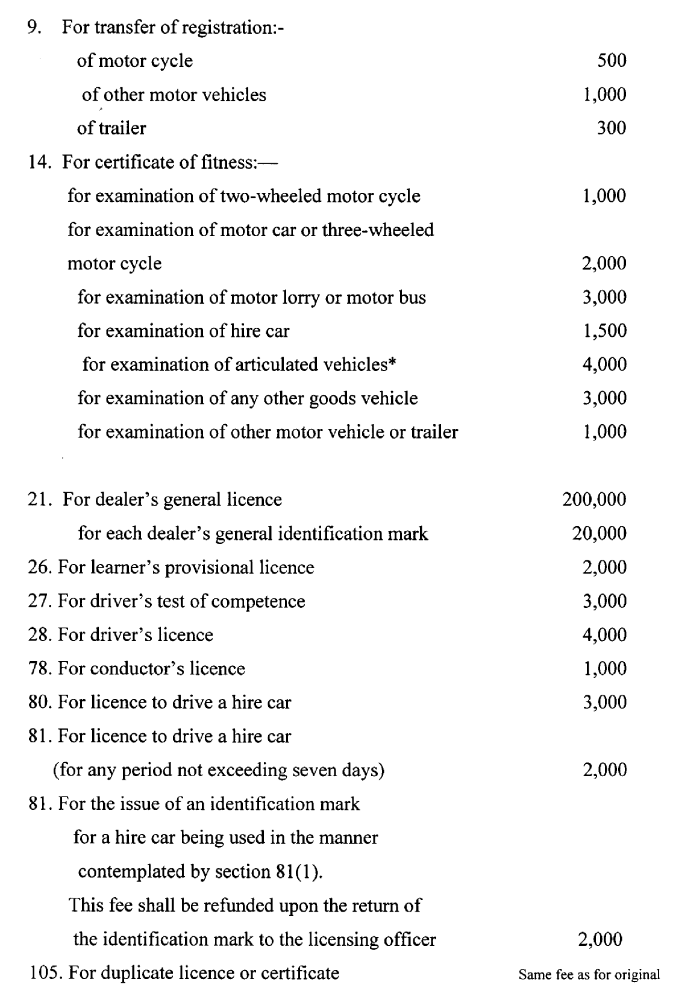 9. For transfer of registration:-
of motor cycle 500
of other motor vehicles 1,000
of trailer 300
14. For certificate of fitness:—
for examination of two-wheeled motor cycle 1,000
for examination of motor car or three-wheeled
motor cycle 2,000
for examination of motor lorry or motor bus 3,000
for examination of hire car 1,500
for examination of articulated vehicles* 4,000
for examination of any other goods vehicle 3,000
for examination of other motor vehicle or trailer 1,000
21. For dealer's general licence 200,000
for each dealer's general identification mark 20,000
26. For learner's provisional licence 2,000
27. For driver's test of competence 3,000
28. For driver's licence 4,000
78. For conductor's licence 1,000
80. For licence to drive a hire car 3,000
81. For licence to drive a hire car
(for any period not exceeding seven days) 2,000
81. For the issue of an identification mark
for a hire car being used in the manner
contemplated by section 81(1).
This fee shall be refunded upon the return of
the identification mark to the licensing officer 2,000
105. For duplicate licence or certificate Same fee as for original